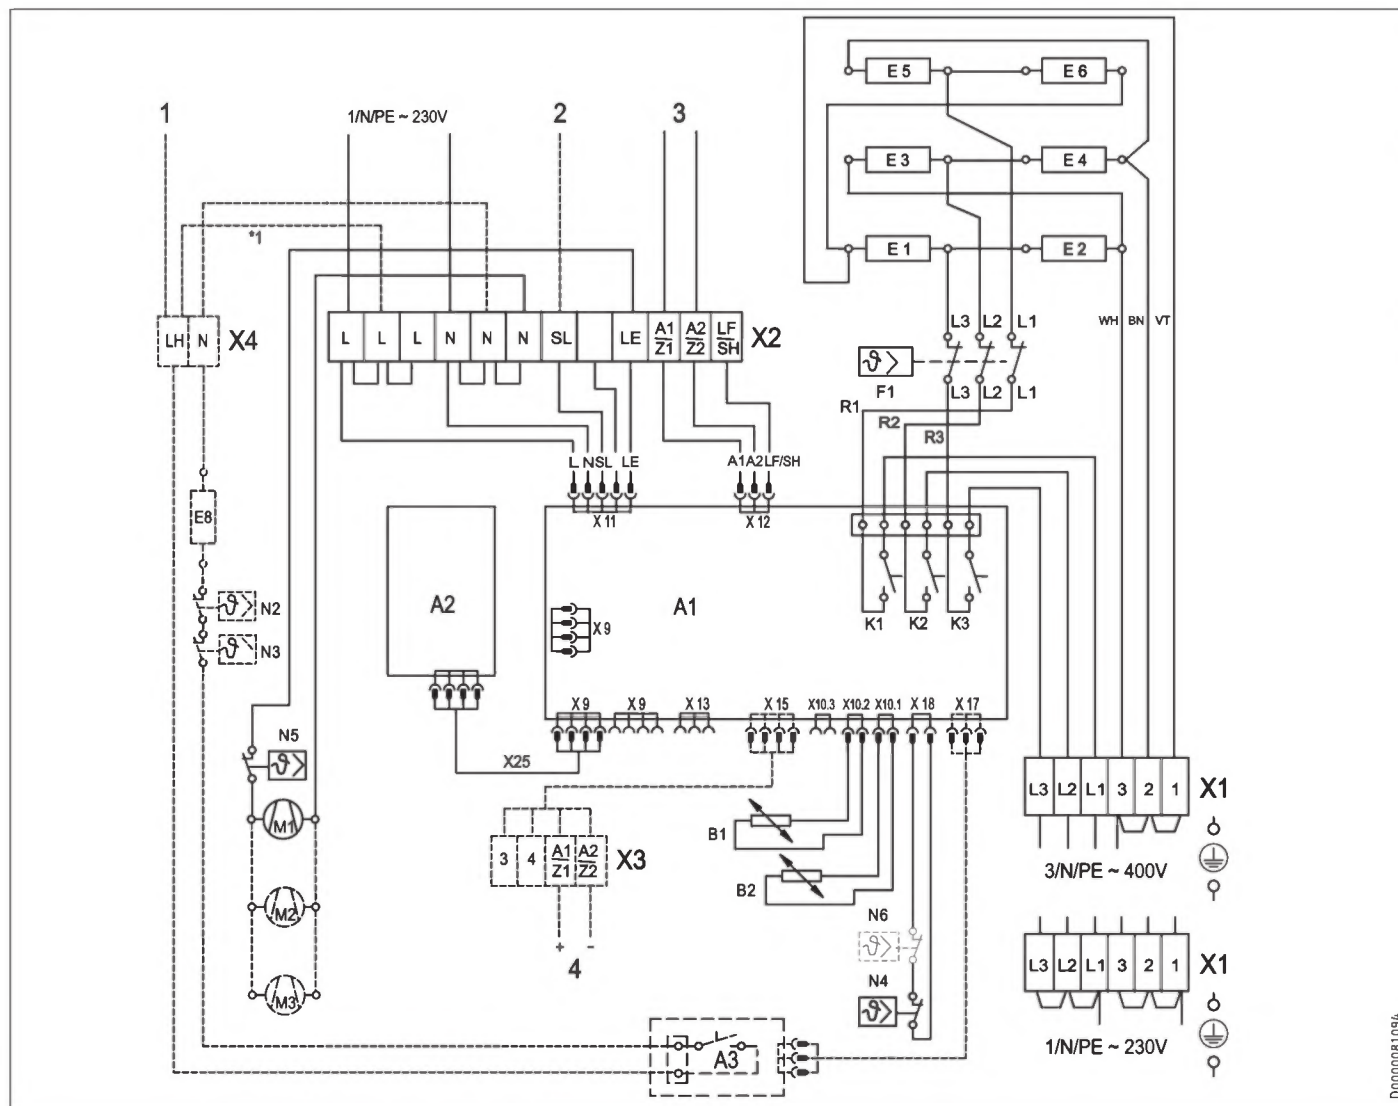 E 5
E 6
1
1/N/PE ~ 230V
2
3
E 3
E 4
*1
E 1
E 2
LH
N
X4
L
L
L
N
N
N
SL
LE
A1
Z1
A2
Z2
LF
SH
X2
L3
L2
L1
WH
BN
VT
F1
L3
L2
L1
R1
R2
R3
L
N
SL
LE
A1
A2
LF/SH
X 11
X 12
E8
A2
A1
X 9
K1
K2
K3
N2
N3
X 9
X 9
X 13
X 15
X10.3
X10.2
X10.1
X 18
X 17
N5
X25
L3
L2
L1
3
2
1
X1
M1
B1
3
4
A1
Z1
A2
Z2
X3
3/N/PE ~ 400V
B2
M2
N6
+
-
4
L3
L2
L1
3
2
1
X1
N4
M3
1/N/PE ~ 230V
A3
D0000081094